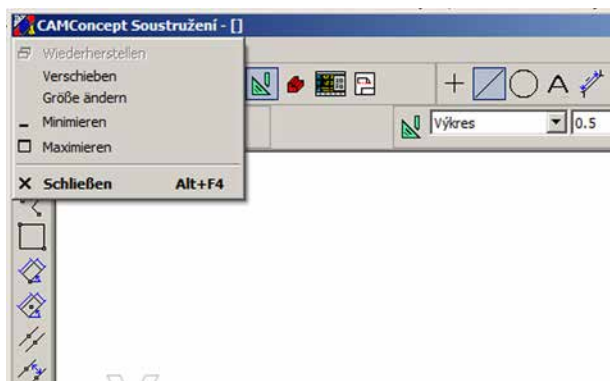 CAMConcept Soustružení - []
Wiederherstellen
Verschieben
Größe ändern
Minimieren
Maximieren
Schließen Alt+F4
A
Výkres 0.5